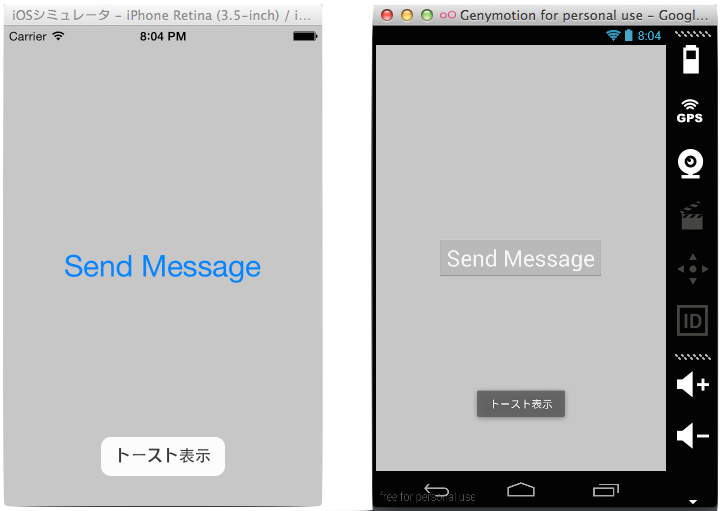 iOSシミュレータ – iPhone Retina (3.5-inch) / i...
Carrier 8:04 PM
Send Message
トースト表示
Genymotion for personal use – Googl...
8:04
GPS
Send Message
ID
トースト表示
free for personal use